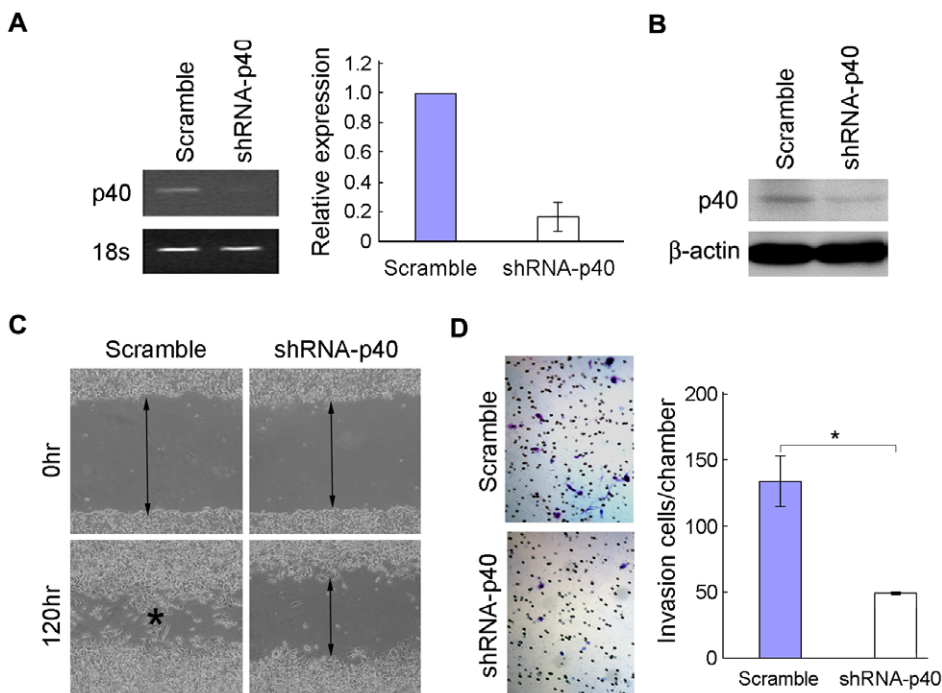 A
Scramble
shRNA-p40
p40
18s
Relative expression
1.2
1.0
0.8
0.6
0.4
0.2
0
Scramble
shRNA-p40
B
Scramble
shRNA-p40
p40
β-actin
C
Scramble
shRNA-p40
0hr
120hr
*
D
Scramble
shRNA-p40
Invasion cells/chamber
200
150
100
50
0
*
Scramble
shRNA-p40